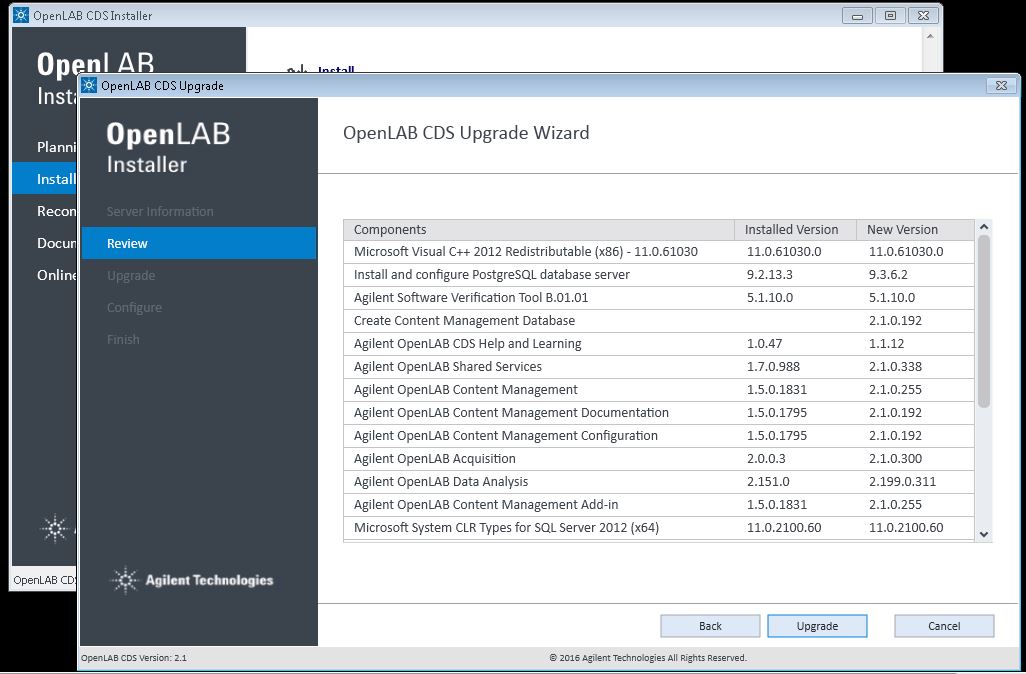 OpenLAB CDS Installer
OpenLAB
Install
OpenLAB CDS Upgrade
OpenLAB
Installer
Server Information
Review
Upgrade
Configure
Finish
Agilent Technologies
OpenLAB CDS Upgrade Wizard
Components Installed Version New Version
Microsoft Visual C++ 2012 Redistributable (x86) - 11.0.61030 11.0.61030.0 11.0.61030.0
Install and configure PostgreSQL database server 9.2.13.3 9.3.6.2
Agilent Software Verification Tool B.01.01 5.1.10.0 5.1.10.0
Create Content Management Database 2.1.0.192
Agilent OpenLAB CDS Help and Learning 1.0.47 1.1.12
Agilent OpenLAB Shared Services 1.7.0.988 2.1.0.338
Agilent OpenLAB Content Management 1.5.0.1831 2.1.0.255
Agilent OpenLAB Content Management Documentation 1.5.0.1795 2.1.0.192
Agilent OpenLAB Content Management Configuration 1.5.0.1795 2.1.0.192
Agilent OpenLAB Acquisition 2.0.0.3 2.1.0.300
Agilent OpenLAB Data Analysis 2.151.0 2.199.0.311
Agilent OpenLAB Content Management Add-in 1.5.0.1831 2.1.0.255
Microsoft System CLR Types for SQL Server 2012 (x64) 11.0.2100.60 11.0.2100.60
Back Upgrade Cancel
Insta
Planni
Install
Recon
Docum
Online
OpenLAB CDS
OpenLAB CDS Version: 2.1 © 2016 Agilent Technologies All Rights Reserved.